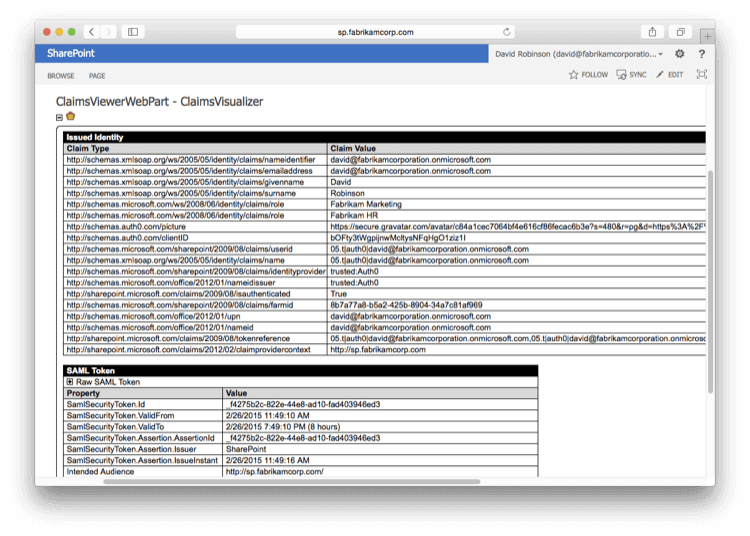 sp.fabrikamcorp.com
SharePoint
David Robinson (david@fabrikamcorporatio...
BROWSE PAGE
FOLLOW SYNC EDIT
ClaimsViewerWebPart - ClaimsVisualizer
Issued Identity
Claim Type Claim Value
http://schemas.xmlsoap.org/ws/2005/05/identity/claims/nameidentifier david@fabrikamcorporation.onmicrosoft.com
http://schemas.xmlsoap.org/ws/2005/05/identity/claims/emailaddress david@fabrikamcorporation.onmicrosoft.com
http://schemas.xmlsoap.org/ws/2005/05/identity/claims/givenname David
http://schemas.xmlsoap.org/ws/2005/05/identity/claims/surname Robinson
http://schemas.microsoft.com/ws/2008/06/identity/claims/role Fabrikam Marketing
http://schemas.microsoft.com/ws/2008/06/identity/claims/role Fabrikam HR
http://schemas.auth0.com/picture https://secure.gravatar.com/avatar/c84a1cec7064bf4e616cf86fecac6b3e?s=480&r=pg&d=https%3A%2F%
http://schemas.auth0.com/clientID
http://schemas.microsoft.com/sharepoint/2009/08/claims/userid 05.t|auth0|david@fabrikamcorporation.onmicrosoft.com
http://schemas.xmlsoap.org/ws/2005/05/identity/claims/name 05.t|auth0|david@fabrikamcorporation.onmicrosoft.com
http://schemas.microsoft.com/sharepoint/2009/08/claims/identityprovider trusted:Auth0
http://schemas.microsoft.com/office/2012/01/nameidissuer trusted:Auth0
http://sharepoint.microsoft.com/claims/2009/08/isauthenticated True
http://schemas.microsoft.com/sharepoint/2009/08/claims/farmid 8b7a77a8-b5a2-425b-8904-34a7c81af969
http://schemas.microsoft.com/office/2012/01/upn david@fabrikamcorporation.onmicrosoft.com
http://schemas.microsoft.com/office/2012/01/nameid david@fabrikamcorporation.onmicrosoft.com
http://sharepoint.microsoft.com/claims/2009/08/tokenreference 05.t|auth0|david@fabrikamcorporation.onmicrosoft.com,05.t|auth0|david@fabrikamcorporation.onmicrosc
http://sharepoint.microsoft.com/claims/2012/02/claimprovidercontext http://sp.fabrikamcorp.com
SAML Token
Raw SAML Token
Property Value
SamlSecurityToken.Id _f4275b2c-822e-44e8-ad10-fad403946ed3
SamlSecurityToken.ValidFrom 2/26/2015 11:49:10 AM
SamlSecurityToken.ValidTo 2/26/2015 7:49:10 PM (8 hours)
SamlSecurityToken.Assertion.AssertionId _f4275b2c-822e-44e8-ad10-fad403946ed3
SamlSecurityToken.Assertion.Issuer SharePoint
SamlSecurityToken.Assertion.IssueInstant 2/26/2015 11:49:16 AM
Intended Audience http://sp.fabrikamcorp.com/